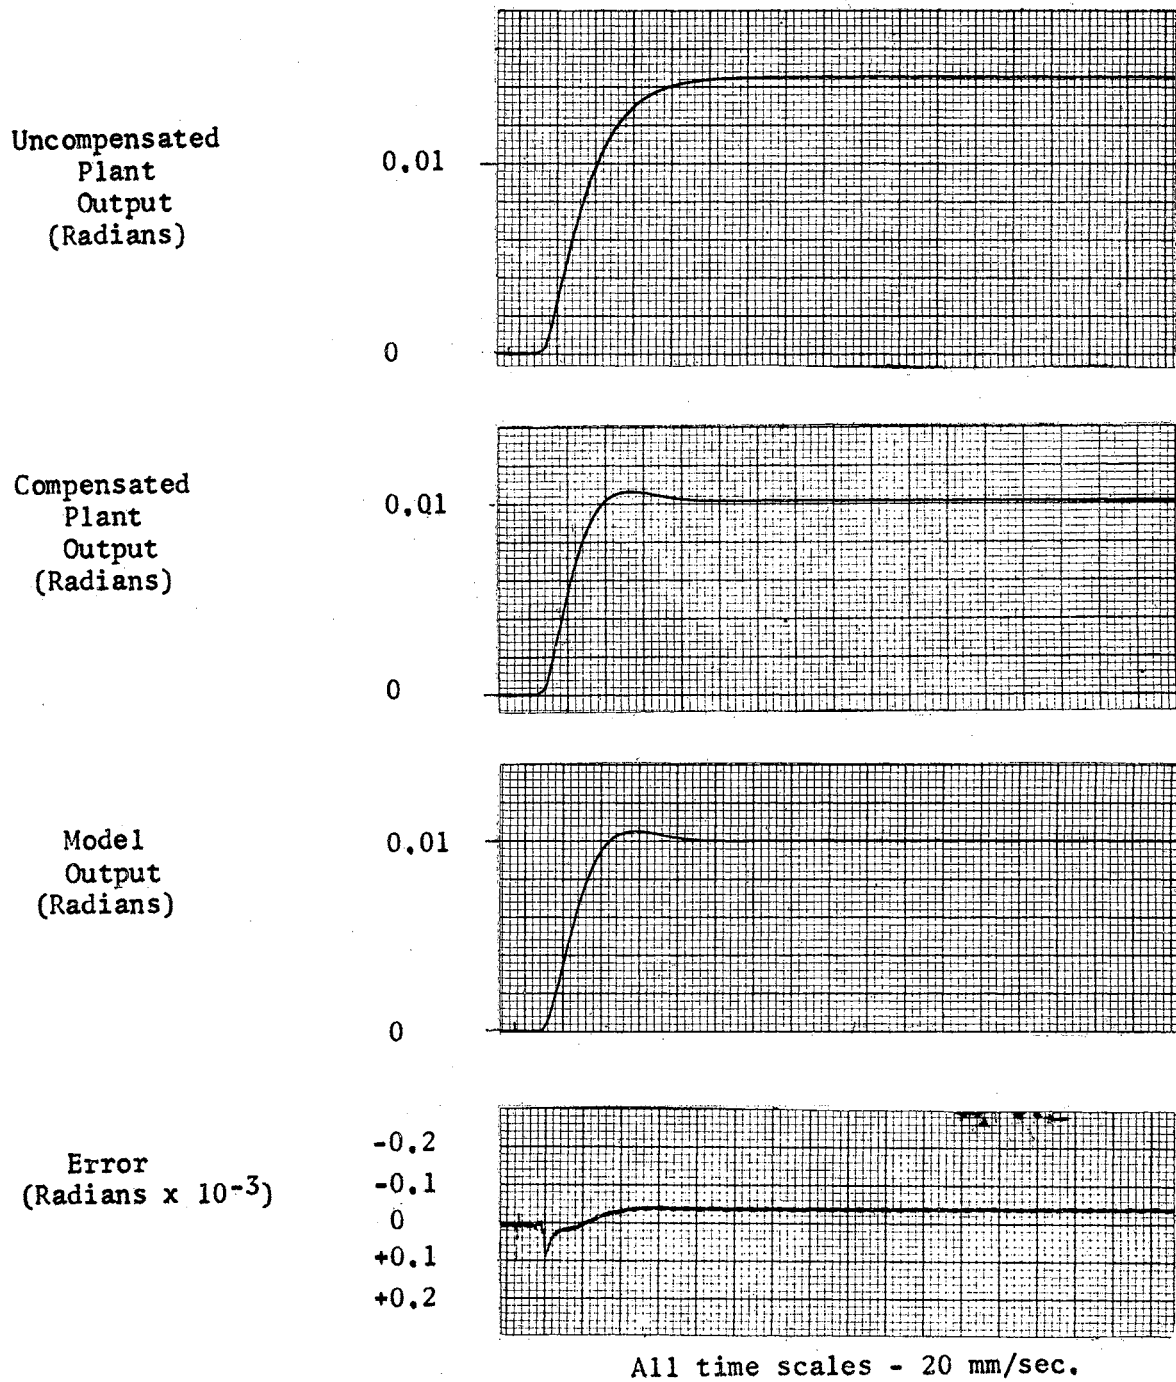 Uncompensated
Plant
Output
(Radians)
0.01
0
Compensated
Plant
Output
(Radians)
0.01
0
Model
Output
(Radians)
0.01
0
Error
(Radians x 10⁻³)
-0.2
-0.1
0
+0.1
+0.2
All time scales - 20 mm/sec.